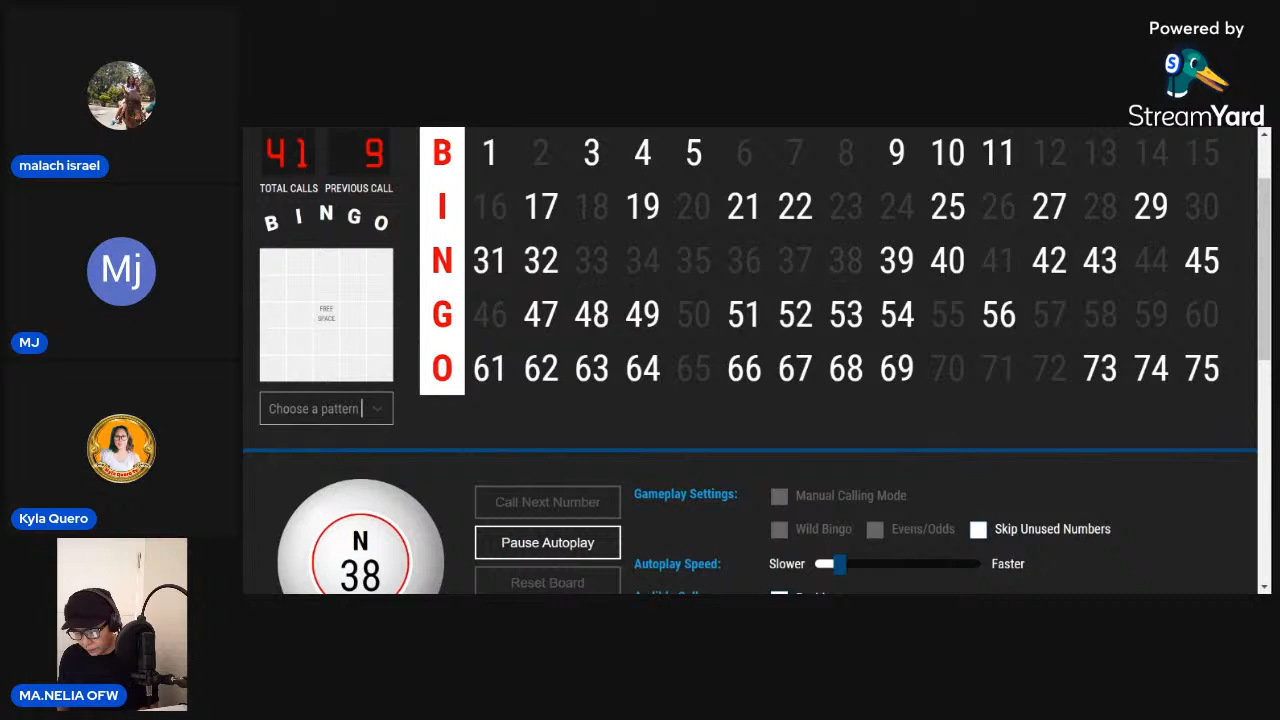 Powered by
S
StreamYard
malach israel
Mj
MJ
Kyla Quero
MA.NELIA OFW
41 9
TOTAL CALLS PREVIOUS CALL
B I N G O
FREE
SPACE
Choose a pattern
B 1 2 3 4 5 6 7 8 9 10 11 12 13 14 15
I 16 17 18 19 20 21 22 23 24 25 26 27 28 29 30
N 31 32 33 34 35 36 37 38 39 40 41 42 43 44 45
G 46 47 48 49 50 51 52 53 54 55 56 57 58 59 60
O 61 62 63 64 65 66 67 68 69 70 71 72 73 74 75
N
38
Call Next Number
Pause Autoplay
Reset Board
Gameplay Settings:
Manual Calling Mode
Wild Bingo Evens/Odds Skip Unused Numbers
Autoplay Speed:
Slower Faster